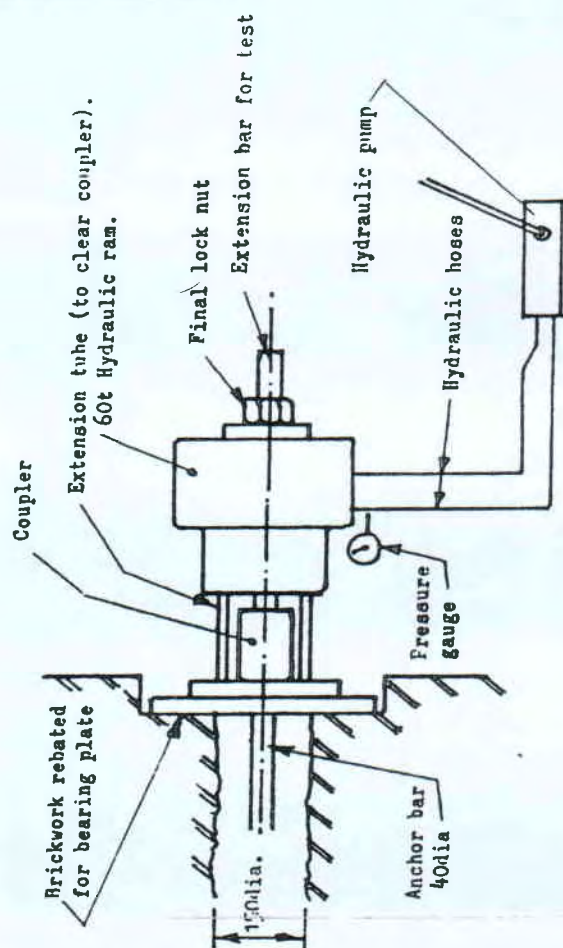 Brickwork rebated
for bearing plate
Coupler
Extension tube (to clear coupler).
60t Hydraulic ram.
Final lock nut
Extension bar for test
Anchor bar
40dia
Pressure
gauge
Hydraulic hoses
Hydraulic pump